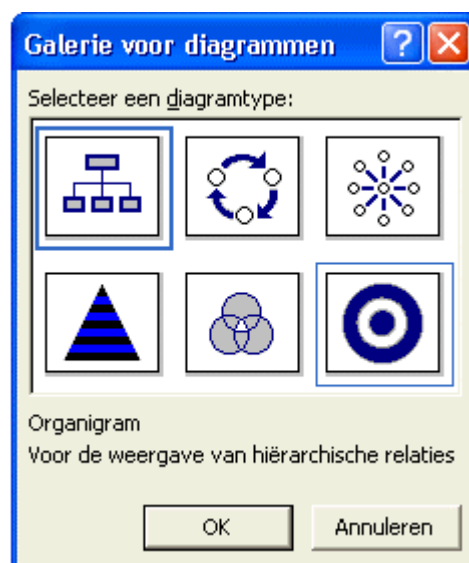 Galerie voor diagrammen
Selecteer een diagramtype:
Organigram
Voor de weergave van hiërarchische relaties
OK
Annuleren